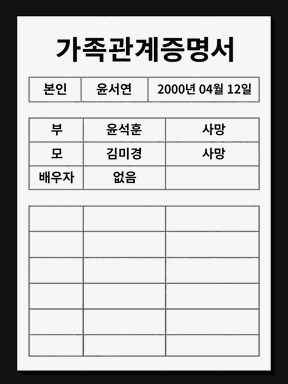 가족관계증명서
본인 윤서연 2000년 04월 12일
부 윤석훈 사망
모 김미경 사망
배우자 없음